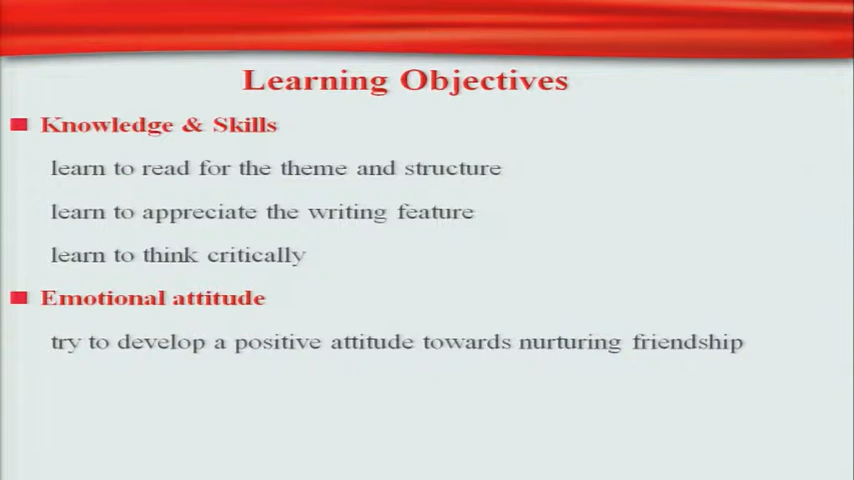 Learning Objectives
Knowledge & Skills
learn to read for the theme and structure
learn to appreciate the writing feature
learn to think critically
Emotional attitude
try to develop a positive attitude towards nurturing friendship